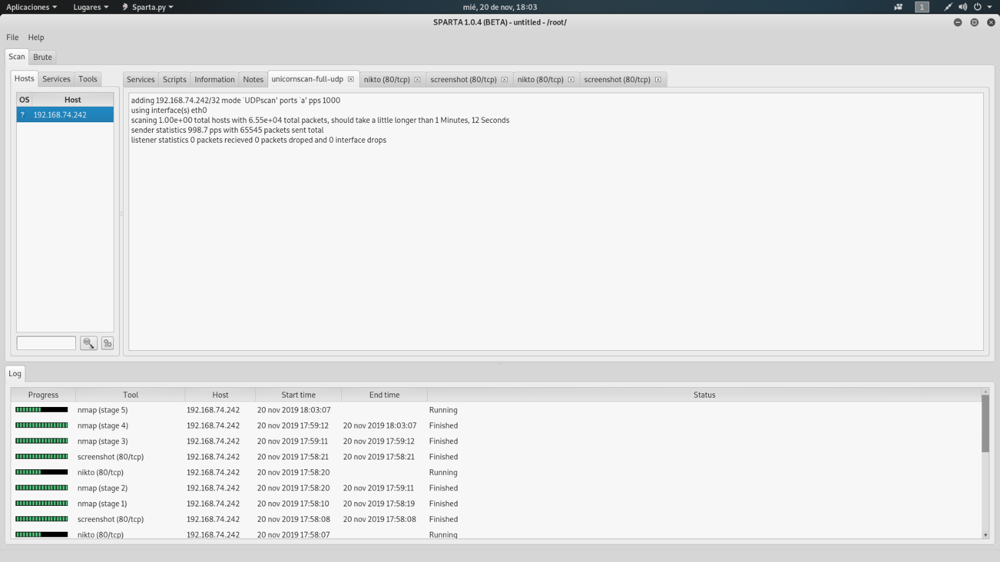 Aplicaciones Lugares Sparta.py mié, 20 de nov, 18:03 1
SPARTA 1.0.4 (BETA) - untitled - /root/
File Help
Scan Brute
Hosts Services Tools Services Scripts Information Notes unicornscan-full-udp nikto (80/tcp) screenshot (80/tcp) nikto (80/tcp) screenshot (80/tcp)
OS Host
? 192.168.74.242
adding 192.168.74.242/32 mode `UDPscan' ports `a' pps 1000
using interface(s) eth0
scaning 1.00e+00 total hosts with 6.55e+04 total packets, should take a little longer than 1 Minutes, 12 Seconds
sender statistics 998.7 pps with 65545 packets sent total
listener statistics 0 packets recieved 0 packets droped and 0 interface drops
Log
Progress Tool Host Start time End time Status
nmap (stage 5) 192.168.74.242 20 nov 2019 18:03:07 Running
nmap (stage 4) 192.168.74.242 20 nov 2019 17:59:12 20 nov 2019 18:03:07 Finished
nmap (stage 3) 192.168.74.242 20 nov 2019 17:59:11 20 nov 2019 17:59:12 Finished
screenshot (80/tcp) 192.168.74.242 20 nov 2019 17:58:21 20 nov 2019 17:58:21 Finished
nikto (80/tcp) 192.168.74.242 20 nov 2019 17:58:20 Running
nmap (stage 2) 192.168.74.242 20 nov 2019 17:58:20 20 nov 2019 17:59:11 Finished
nmap (stage 1) 192.168.74.242 20 nov 2019 17:58:10 20 nov 2019 17:58:19 Finished
screenshot (80/tcp) 192.168.74.242 20 nov 2019 17:58:08 20 nov 2019 17:58:08 Finished
nikto (80/tcp) 192.168.74.242 20 nov 2019 17:58:07 Running